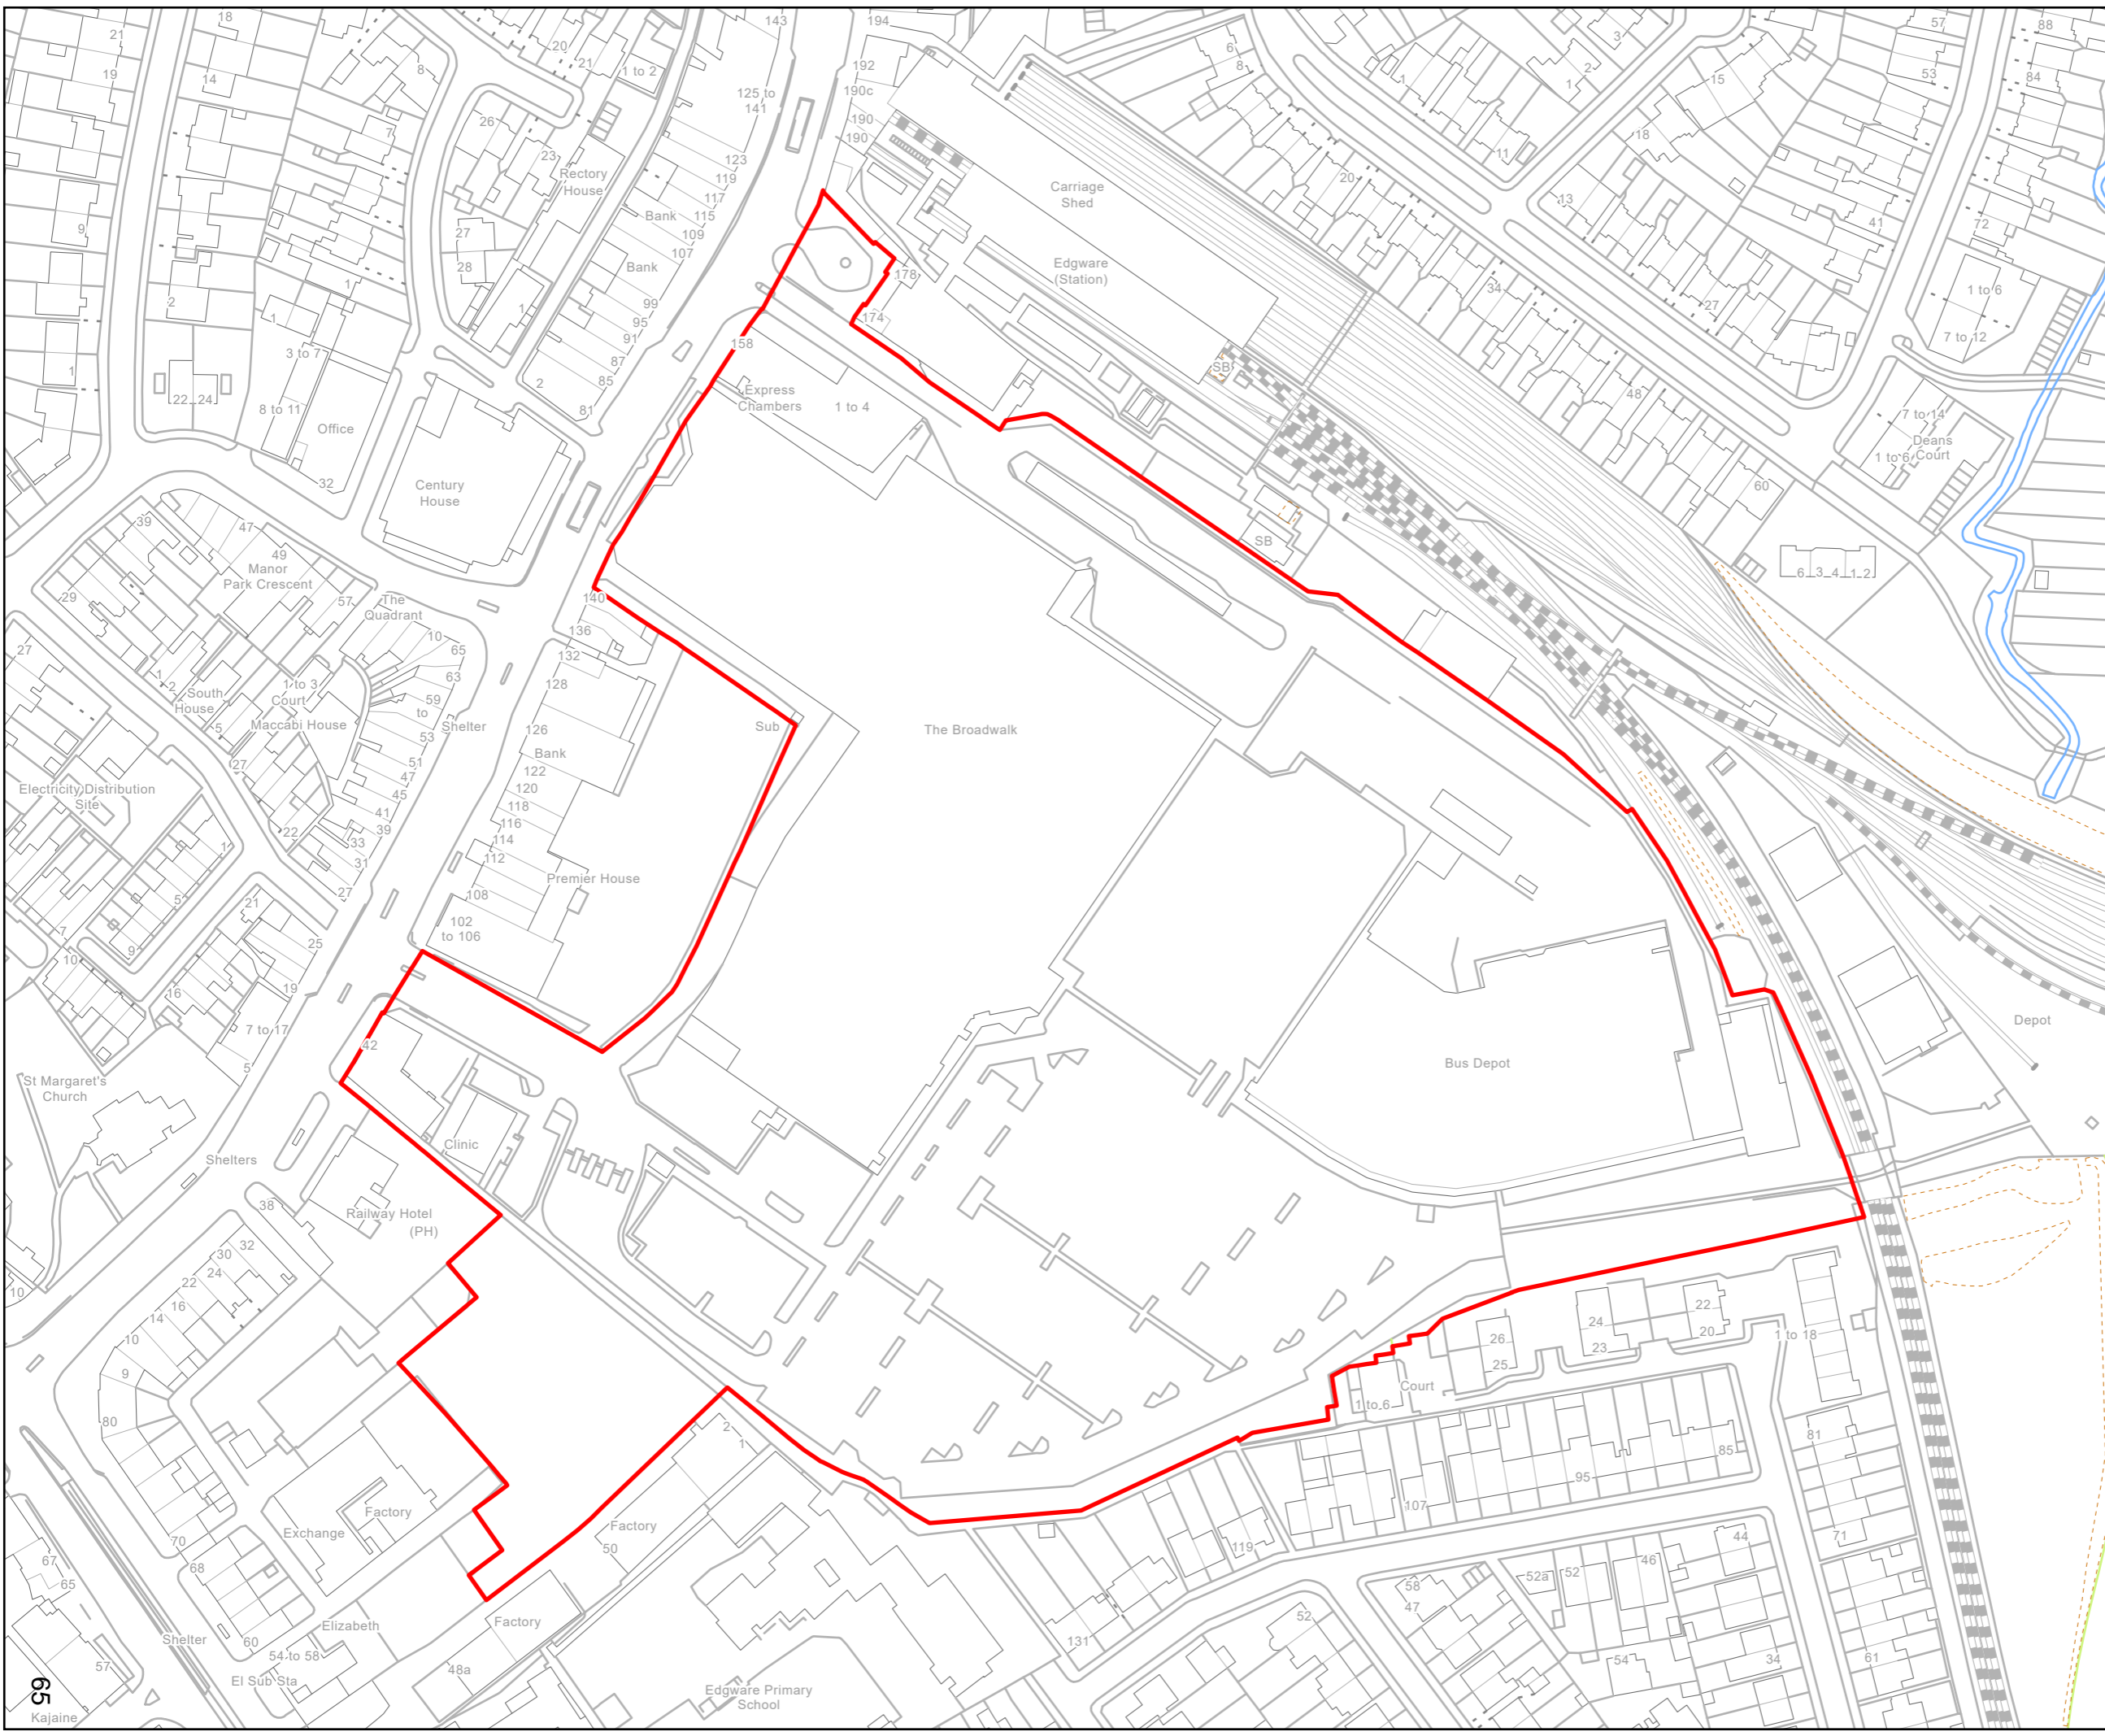 21
18
143
194
57
88
20
21
1 to 2
19
14
8
192
6
8
3
190c
125 to
141
1
2
1
15
53
84
26
7
190
190
23
123
119
18
11
Rectory
House
117
20
Carriage
Shed
13
9
27
Bank
115
109
107
41
72
28
Bank
Edgware
(Station)
178
2
1
1
1
99
95
91
174
34
27
1 to 6
7 to 12
1
3 to 7
158
87
85
SB
22
24
2
81
Express
Chambers
1 to 4
48
8 to 11
Office
7 to 14
Deans
Court
1 to 6
32
Century
House
60
39
47
SB
49
Manor
Park Crescent
6
3
4
1
2
29
57
The
Quadrant
140
136
27
10
65
132
1
2
South
House
1 to 3
Court
63
128
59
to
53
5
Maccabi House
Shelter
126
Sub
The Broadwalk
27
51
Bank
47
122
Electricity Distribution
Site
45
120
118
41
116
1
22
39
114
33
112
31
Premier House
5
27
108
21
102
to 106
7
25
9
10
19
16
7 to 17
42
Depot
5
Bus Depot
St Margaret's
Church
Clinic
Shelters
38
Railway Hotel
(PH)
32
30
24
22
10
16
14
10
9
80
22
24
20
26
23
25
1 to 18
Court
1 to 6
2
1
81
85
95
107
Factory
Exchange
Factory
50
70
68
67
65
119
71
44
46
52
52a
58
47
Elizabeth
Factory
52
131
Shelter
60
54 to 58
57
48a
54
34
61
El Sub Sta
Edgware Primary
School
65
Kajaine